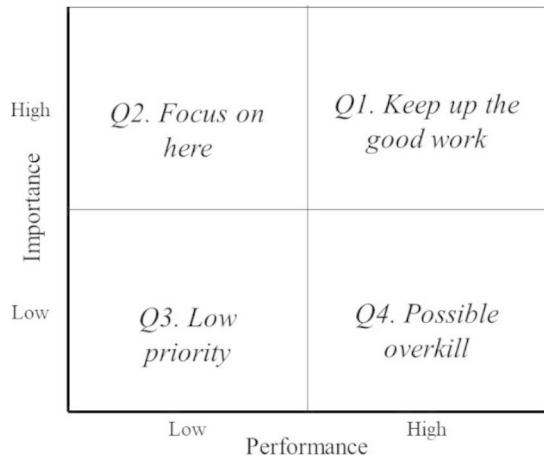 High
Q2. Focus on
here
Q1. Keep up the
good work
Importance
Low
Q3. Low
priority
Q4. Possible
overkill
Low
High
Performance